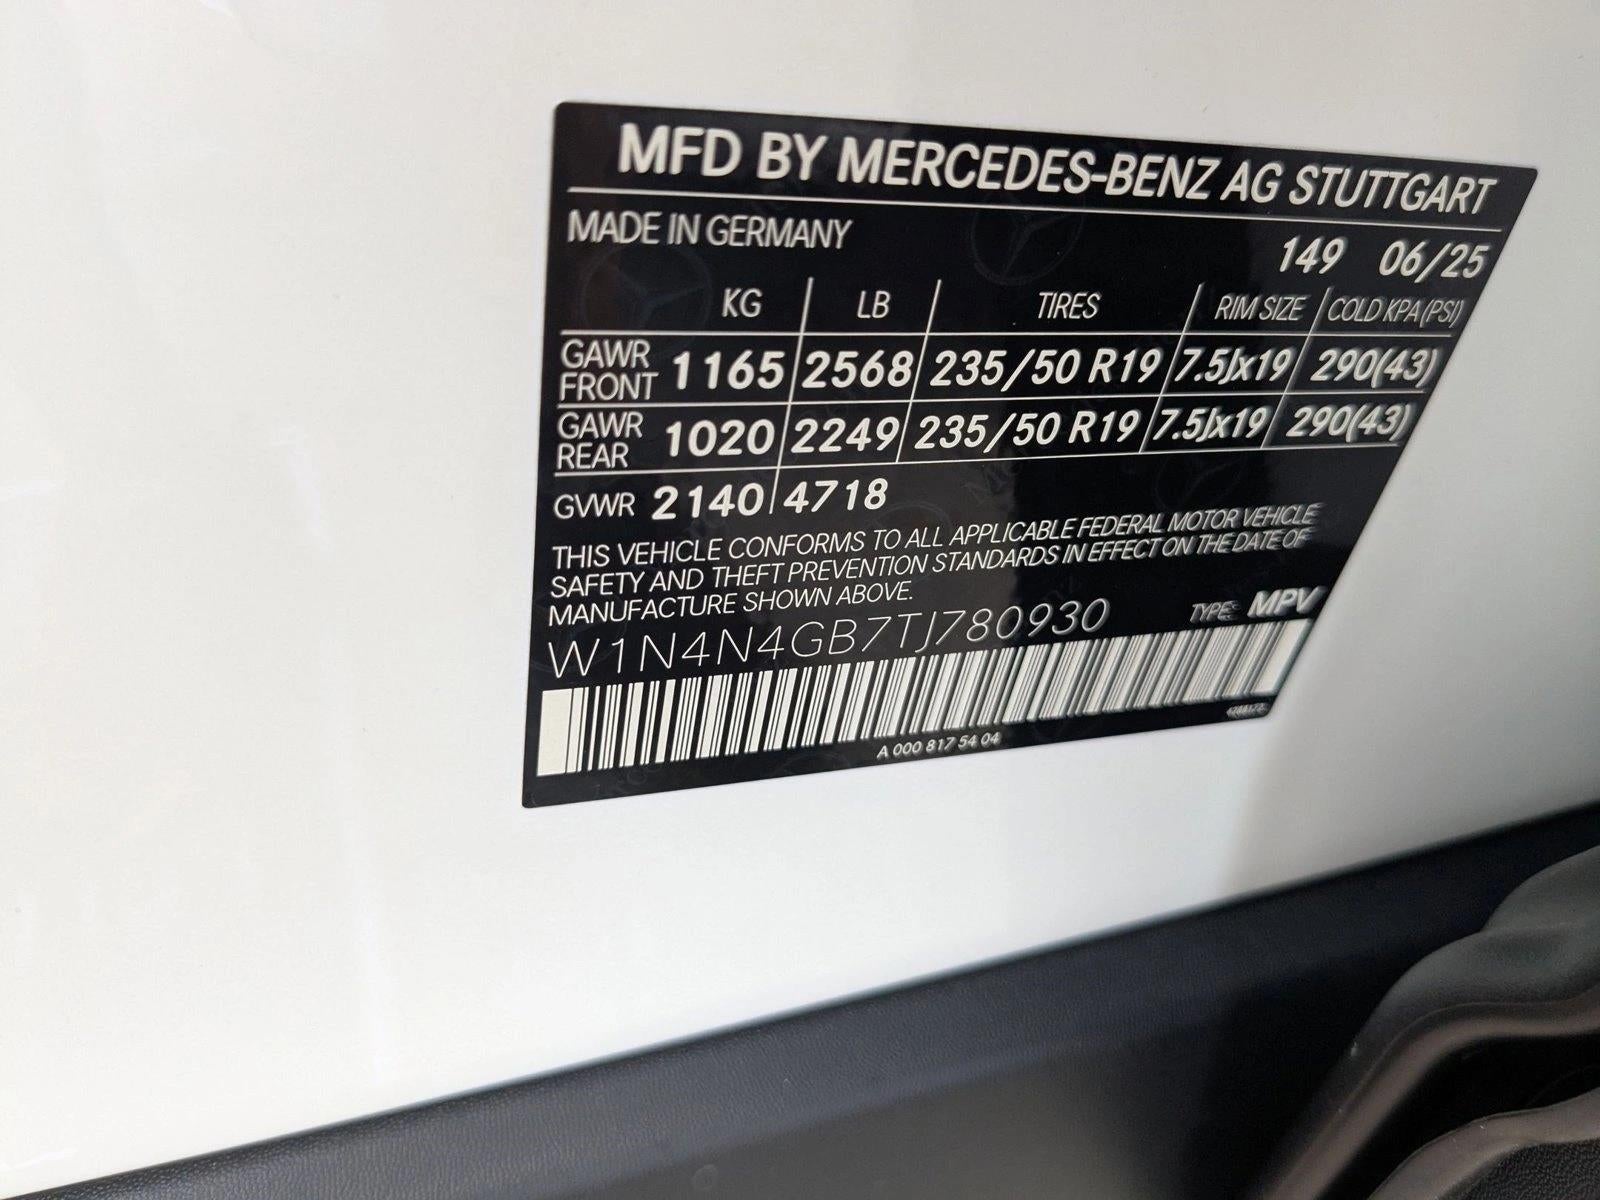 MFD BY MERCEDES-BENZ AG STUTTGART
MADE IN GERMANY
149 06/25
KG LB TIRES RIM SIZE COLD KPA(PSI)
GAWR FRONT 1165 2568 235/50 R19 7.5Jx19 290(43)
GAWR REAR 1020 2249 235/50 R19 7.5Jx19 290(43)
GVWR 2140 4718
THIS VEHICLE CONFORMS TO ALL APPLICABLE FEDERAL MOTOR VEHICLE
SAFETY AND THEFT PREVENTION STANDARDS IN EFFECT ON THE DATE OF
MANUFACTURE SHOWN ABOVE.
W1N4N4GB7TJ780930 TYPE: MPV
A 000 817 54 04